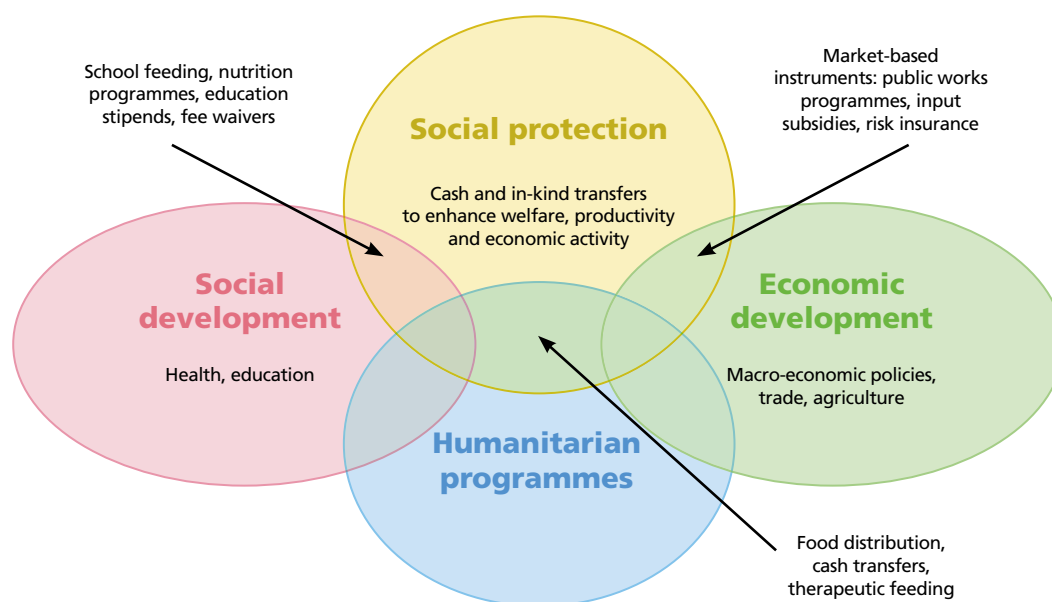 School feeding, nutrition
programmes, education
stipends, fee waivers
Market-based
instruments: public works
programmes, input
subsidies, risk insurance
Social protection
Cash and in-kind transfers
to enhance welfare, productivity
and economic activity
Social
development
Health, education
Economic
development
Macro-economic policies,
trade, agriculture
Humanitarian
programmes
Food distribution,
cash transfers,
therapeutic feeding